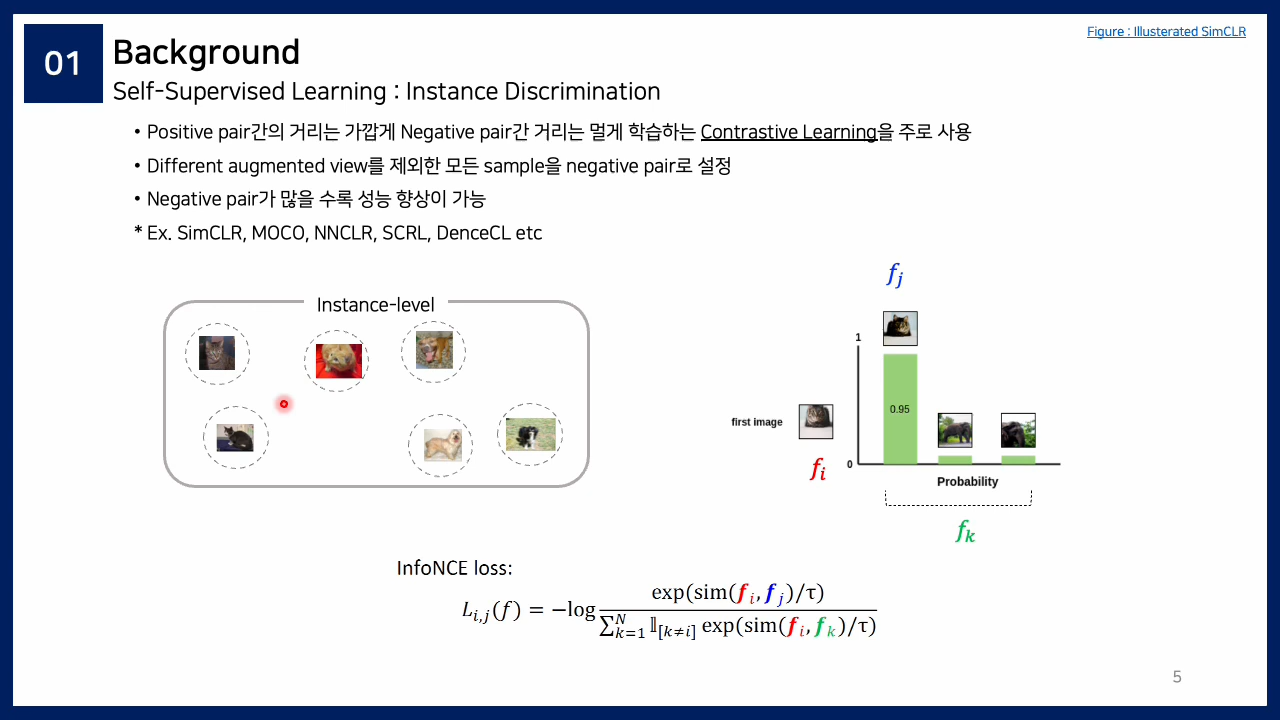 01
Background
Figure : Illusterated SimCLR
Self-Supervised Learning : Instance Discrimination
• Positive pair간의 거리는 가깝게 Negative pair간 거리는 멀게 학습하는 Contrastive Learning을 주로 사용
• Different augmented view를 제외한 모든 sample을 negative pair로 설정
• Negative pair가 많을 수록 성능 향상이 가능
* Ex. SimCLR, MOCO, NNCLR, SCRL, DenceCL etc
Instance-level
f_j
1
0.95
first image
f_i
0
Probability
f_k
InfoNCE loss:
L_{i,j}(f) = −log exp(sim(f_i, f_j)/τ) / ∑_{k=1}^{N} 𝕀_{[k≠i]} exp(sim(f_i, f_k)/τ)
5